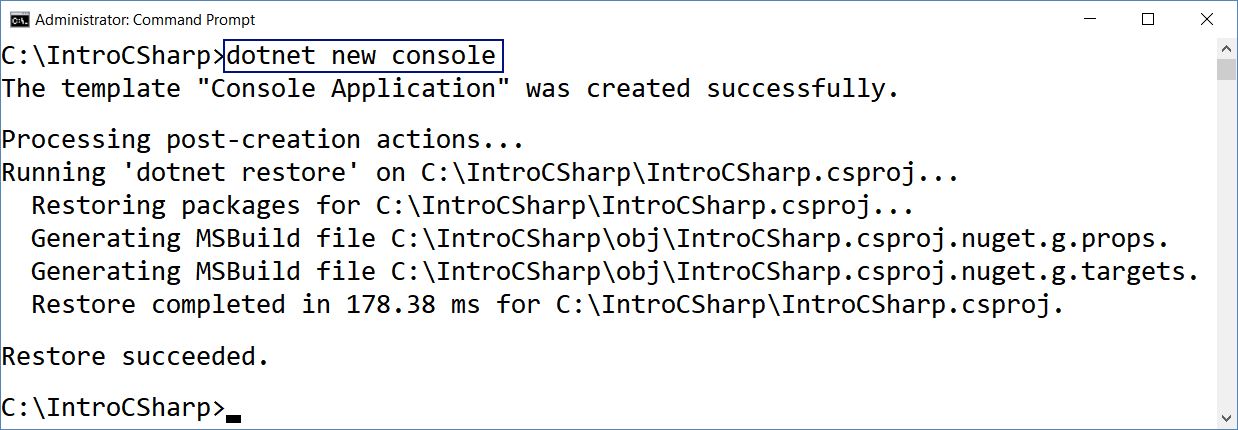 Administrator: Command Prompt
C:\IntroCSharp>dotnet new console
The template "Console Application" was created successfully.
Processing post-creation actions...
Running 'dotnet restore' on C:\IntroCSharp\IntroCSharp.csproj...
  Restoring packages for C:\IntroCSharp\IntroCSharp.csproj...
  Generating MSBuild file C:\IntroCSharp\obj\IntroCSharp.csproj.nuget.g.props.
  Generating MSBuild file C:\IntroCSharp\obj\IntroCSharp.csproj.nuget.g.targets.
  Restore completed in 178.38 ms for C:\IntroCSharp\IntroCSharp.csproj.
Restore succeeded.
C:\IntroCSharp>